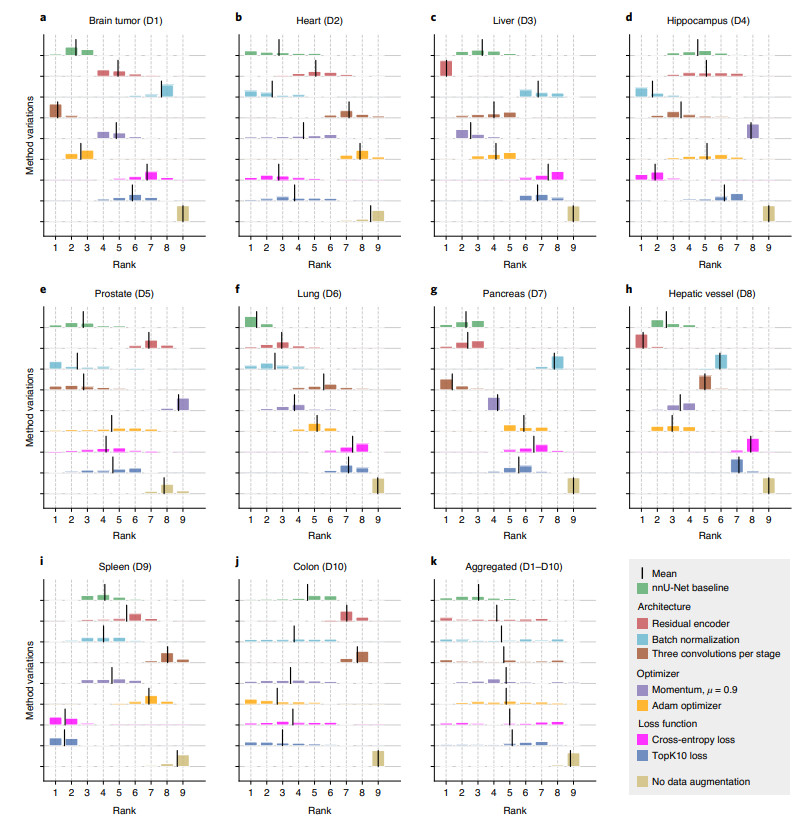 a Brain tumor (D1)
b Heart (D2)
c Liver (D3)
d Hippocampus (D4)
Method variations
1 2 3 4 5 6 7 8 9
1 2 3 4 5 6 7 8 9
1 2 3 4 5 6 7 8 9
1 2 3 4 5 6 7 8 9
Rank
Rank
Rank
Rank
e Prostate (D5)
f Lung (D6)
g Pancreas (D7)
h Hepatic vessel (D8)
Method variations
1 2 3 4 5 6 7 8 9
1 2 3 4 5 6 7 8 9
1 2 3 4 5 6 7 8 9
1 2 3 4 5 6 7 8 9
Rank
Rank
Rank
Rank
i Spleen (D9)
j Colon (D10)
k Aggregated (D1–D10)
Method variations
1 2 3 4 5 6 7 8 9
1 2 3 4 5 6 7 8 9
1 2 3 4 5 6 7 8 9
Rank
Rank
Rank
Mean
nnU-Net baseline
Architecture
Residual encoder
Batch normalization
Three convolutions per stage
Optimizer
Momentum, μ = 0.9
Adam optimizer
Loss function
Cross-entropy loss
TopK10 loss
No data augmentation